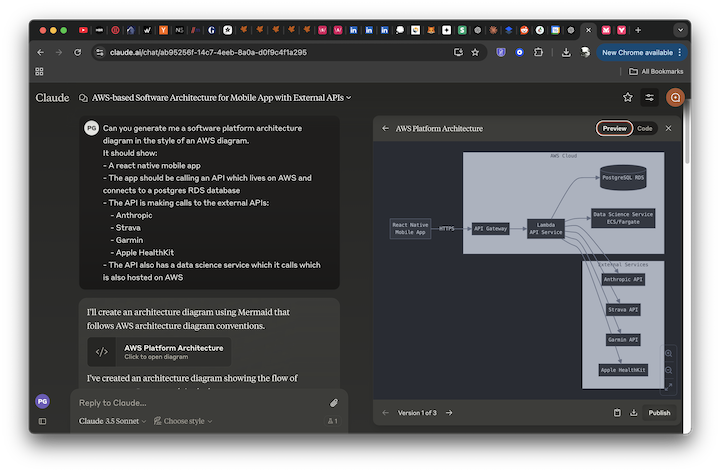 claude.ai/chat/ab95256f-14c7-4eeb-8a0a-d0f9c4f1a295
New Chrome available
All Bookmarks
Claude
AWS-based Software Architecture for Mobile App with External APIs
PG
Can you generate me a software platform architecture
diagram in the style of an AWS diagram.
It should show:
- A react native mobile app
- The app should be calling an API which lives on AWS and
connects to a postgres RDS database
- The API is making calls to the external APIs:
- Anthropic
- Strava
- Garmin
- Apple HealthKit
- The API also has a data science service which it calls which
is also hosted on AWS
I'll create an architecture diagram using Mermaid that
follows AWS architecture diagram conventions.
AWS Platform Architecture
Click to open diagram
I've created an architecture diagram showing the flow of
PG
Reply to Claude...
Claude 3.5 Sonnet
Choose style
1
AWS Platform Architecture
Preview
Code
AWS Cloud
PostgreSQL RDS
React Native
Mobile App
HTTPS
API Gateway
Lambda
API Service
Data Science Service
ECS/Fargate
External Services
Anthropic API
Strava API
Garmin API
Apple HealthKit
Version 1 of 3
Publish